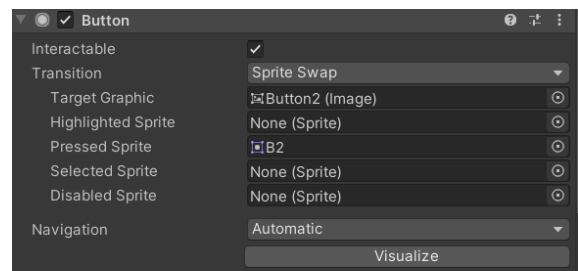 Button
Interactable
Transition Sprite Swap
Target Graphic Button2 (Image)
Highlighted Sprite None (Sprite)
Pressed Sprite B2
Selected Sprite None (Sprite)
Disabled Sprite None (Sprite)
Navigation Automatic
Visualize